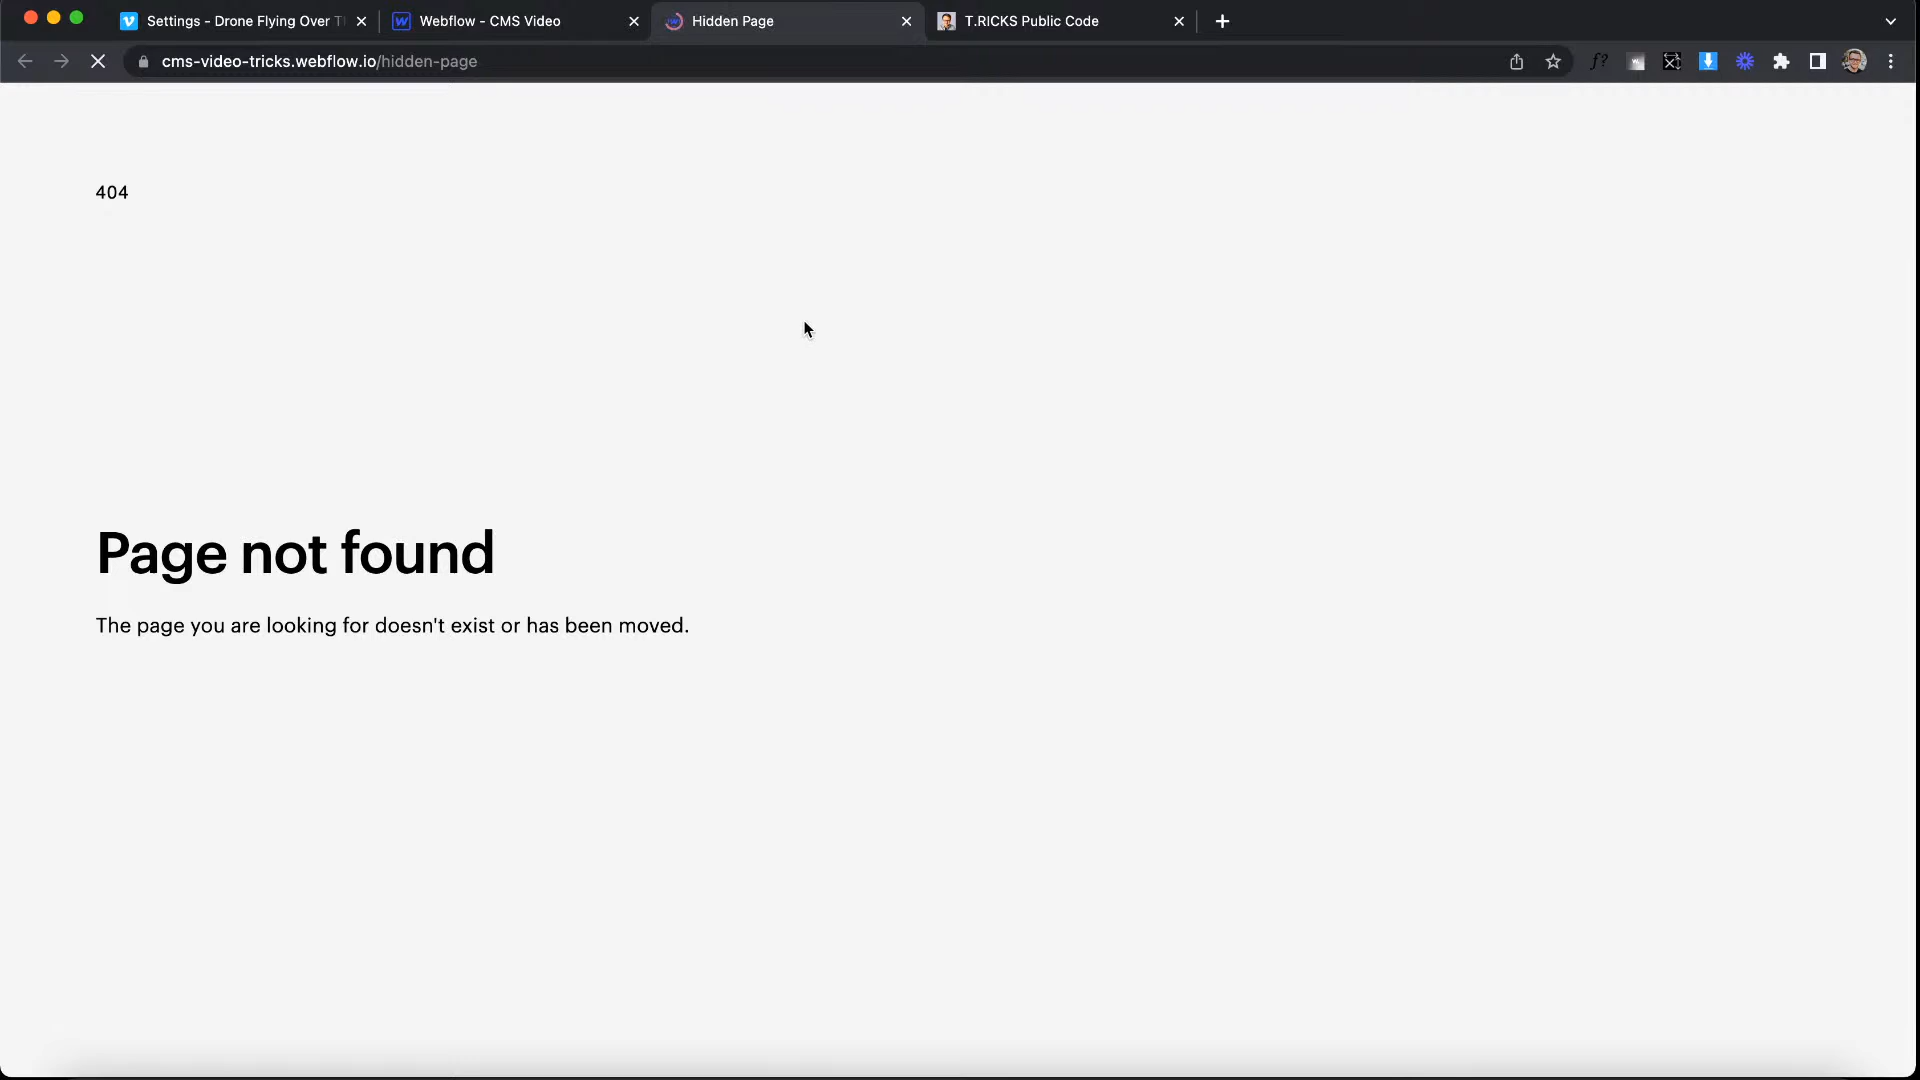 Settings - Drone Flying Over T
Webflow - CMS Video
Hidden Page
T.RICKS Public Code
cms-video-tricks.webflow.io/hidden-page
f?
404
Page not found
The page you are looking for doesn't exist or has been moved.